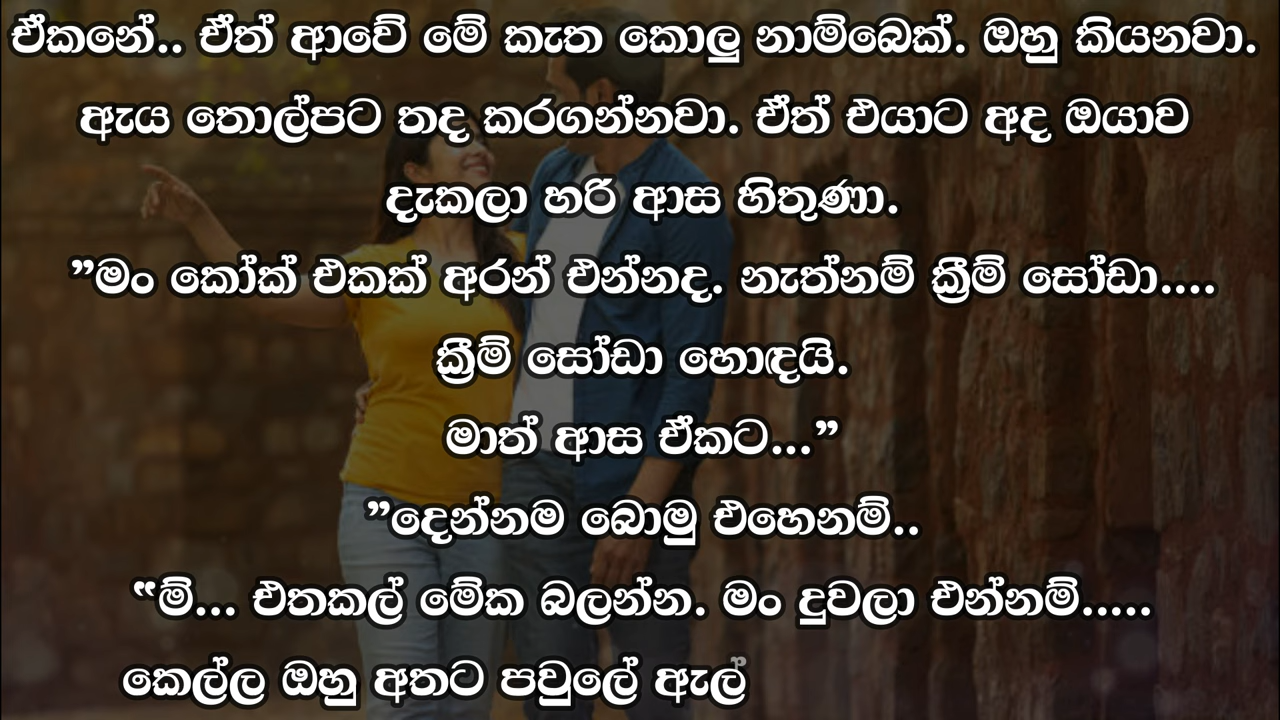 ඒකනේ.. ඒත් ආවේ මේ කැත කොලු නාම්බෙක්. ඔහු කියනවා.
ඇය තොල්පට තද කරගන්නවා. ඒත් එයාට අද ඔයාව
දැකලා හරි ආස හිතුණා.
”මං කෝක් එකක් අරන් එන්නද. නැත්නම් ක්‍රීම් සෝඩා....
ක්‍රීම් සෝඩා හොඳයි.
මාත් ආස ඒකට...”
”දෙන්නම බොමු එහෙනම්..
“ම්... එතකල් මේක බලන්න. මං දුවලා එන්නම්.....
කෙල්ල ඔහු අතට පවුලේ ඇල්